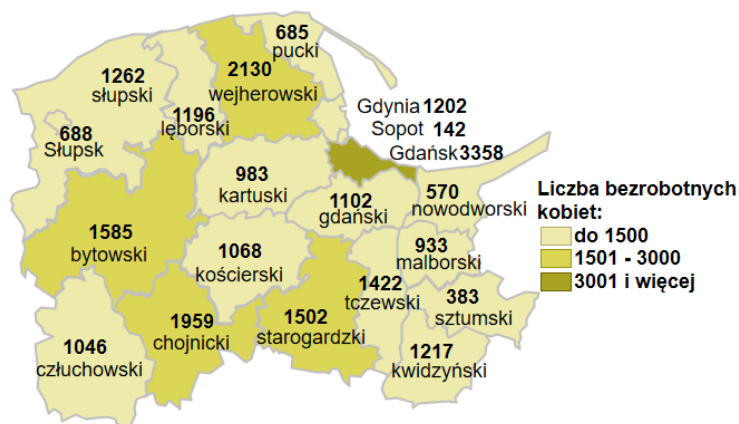 685
pucki
2130
wejherowski
1262
słupski
1196
lęborski
688
Słupsk
Gdynia 1202
Sopot 142
Gdańsk 3358
983
kartuski
1102
gdański
570
nowodworski
1585
bytowski
1068
kościerski
933
malborski
1422
tczewski
383
sztumski
1046
człuchowski
1959
chojnicki
1502
starogardzki
1217
kwidzyński
Liczba bezrobotnych
kobiet:
do 1500
1501 - 3000
3001 i więcej